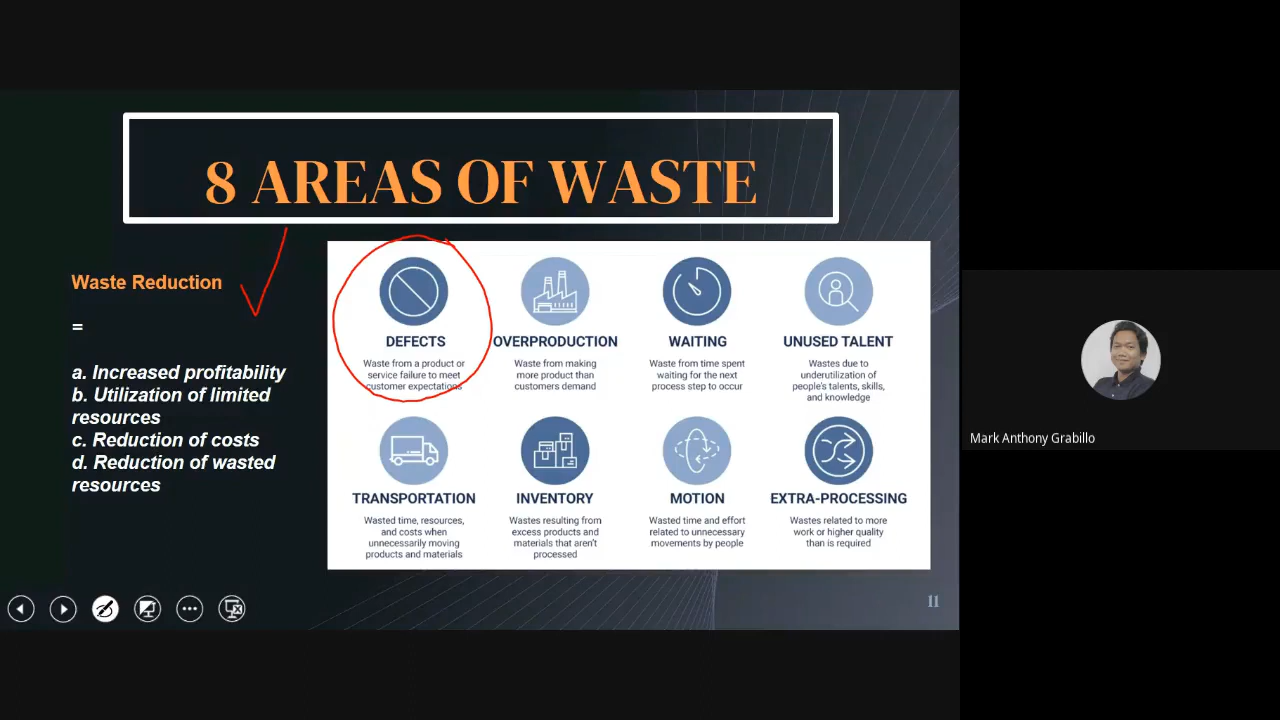 8 AREAS OF WASTE
Waste Reduction
=
a. Increased profitability
b. Utilization of limited
resources
c. Reduction of costs
d. Reduction of wasted
resources
DEFECTS
Waste from a product or
service failure to meet
customer expectations
OVERPRODUCTION
Waste from making
more product than
customers demand
WAITING
Waste from time spent
waiting for the next
process step to occur
UNUSED TALENT
Wastes due to
underutilization of
people's talents, skills,
and knowledge
TRANSPORTATION
Wasted time, resources,
and costs when
unnecessarily moving
products and materials
INVENTORY
Wastes resulting from
excess products and
materials that aren't
processed
MOTION
Wasted time and effort
related to unnecessary
movements by people
EXTRA-PROCESSING
Wastes related to more
work or higher quality
than is required
11
Mark Anthony Grabillo